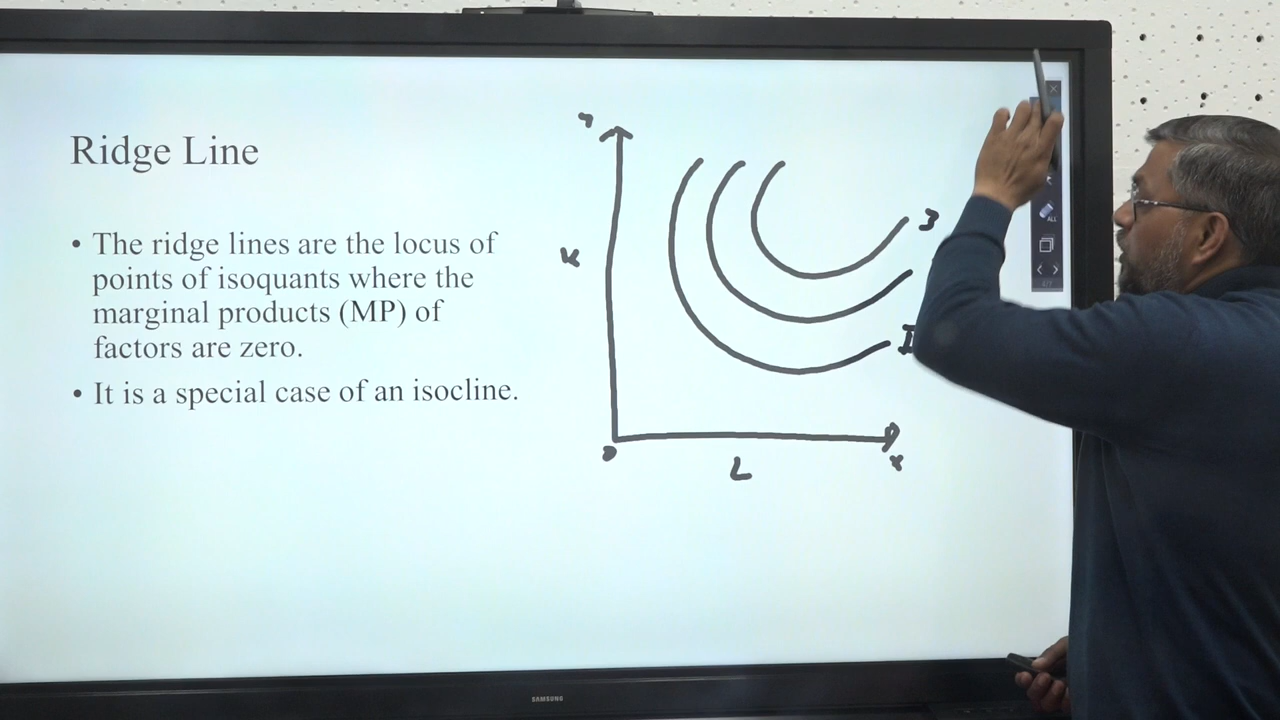 Ridge Line
• The ridge lines are the locus of
points of isoquants where the
marginal products (MP) of
factors are zero.
• It is a special case of an isocline.
K
3
I
L
x
ALL
SAMSUNG